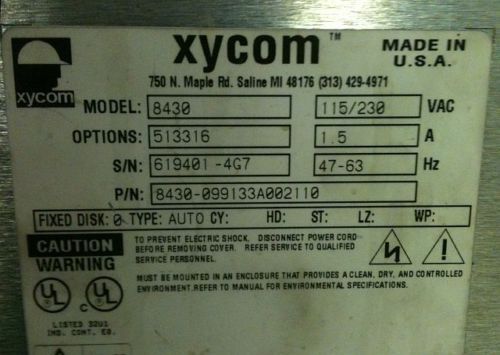 xycom™
MADE IN
U.S.A.
750 N. Maple Rd. Saline MI 48176 (313) 429-4971
xycom
MODEL: 8430 115/230 VAC
OPTIONS: 513316 1.5 A
S/N: 619401-4G7 47-63 Hz
P/N: 8430-099133A002110
FIXED DISK: 0 TYPE: AUTO CY: HD: ST: LZ: WP:
CAUTION
WARNING
TO PREVENT ELECTRIC SHOCK, DISCONNECT POWER CORD
BEFORE REMOVING COVER. REFER SERVICE TO QUALIFIED
SERVICE PERSONNEL.
MUST BE MOUNTED IN AN ENCLOSURE THAT PROVIDES A CLEAN, DRY, AND CONTROLLED
ENVIRONMENT. REFER TO MANUAL FOR ENVIRONMENTAL SPECIFICATIONS.
UL C UL
LISTED 32U1
IND. CONT. EQ.